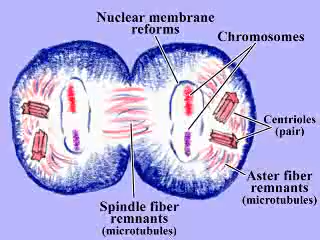 Nuclear membrane
reforms
Chromosomes
Centrioles
(pair)
Aster fiber
remnants
(microtubules)
Spindle fiber
remnants
(microtubules)